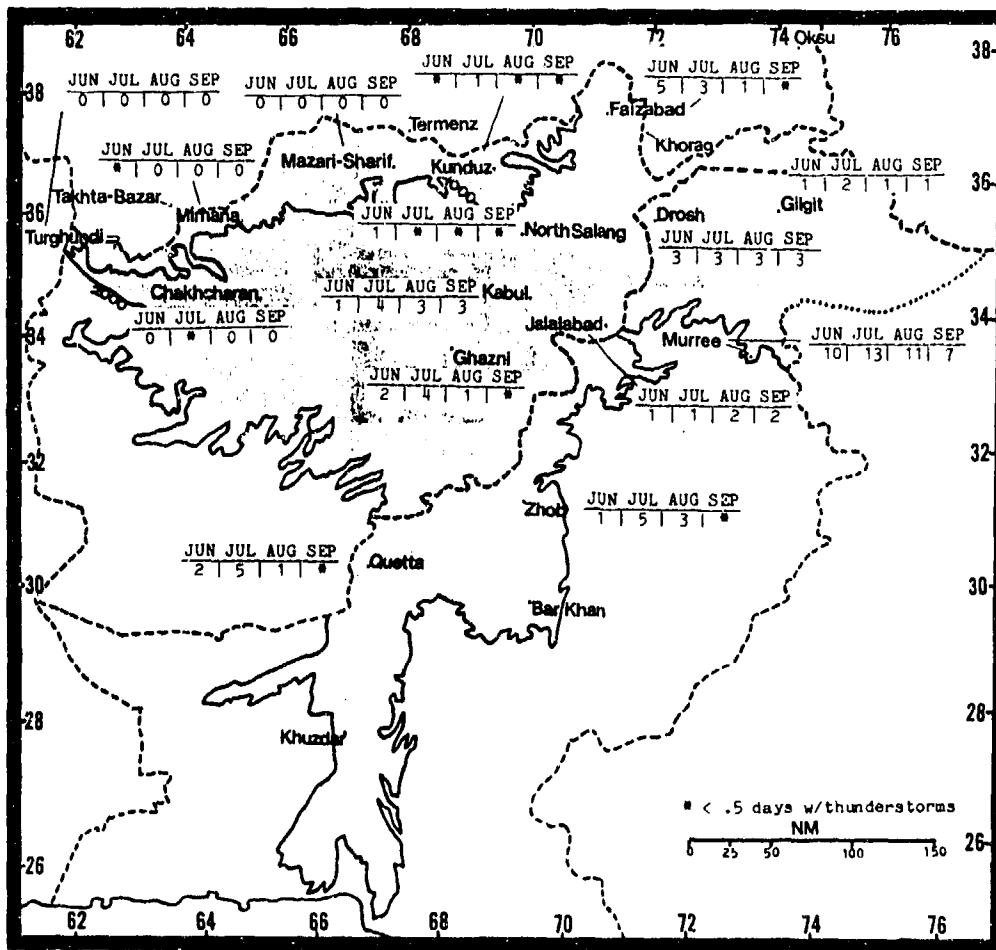 62 64 66 68 70 72 74 Oksu
38 38
JUN JUL AUG SEP
0 | 0 | 0 | 0
JUN JUL AUG SEP
0 | 0 | 0 | 0
JUN JUL AUG SEP
* | 1 | * | *
JUN JUL AUG SEP
5 | 3 | 1 | *
Faizabad
Termenz
Khorag
JUN JUL AUG SEP
* | 0 | 0 | 0
Mazari-Sharif.
Kunduz
JUN JUL AUG SEP
1 | 2 | 1 | 1
36 36
Takhta-Bazar
Mirhana
JUN JUL AUG SEP
1 | * | * | *
North Salang
Drosh
Gilgit
Turghundi
JUN JUL AUG SEP
3 | 3 | 3 | 3
Chakhcharan.
JUN JUL AUG SEP
1 | 4 | 3 | 3
Kabul.
JUN JUL AUG SEP
0 | * | 0 | 0
34 34
Jalalabad
Murree
JUN JUL AUG SEP
10 | 13 | 11 | 7
Ghazni
JUN JUL AUG SEP
2 | 4 | 1 | *
JUN JUL AUG SEP
1 | 1 | 2 | 2
32 32
Zhob
JUN JUL AUG SEP
1 | 5 | 3 | *
JUN JUL AUG SEP
2 | 5 | 1 | *
Quetta
30 30
Bar Khan
28 28
Khuzdar
* < .5 days w/thunderstorms
NM
0 25 50 100 150
26 26
62 64 66 68 70 72 74 76